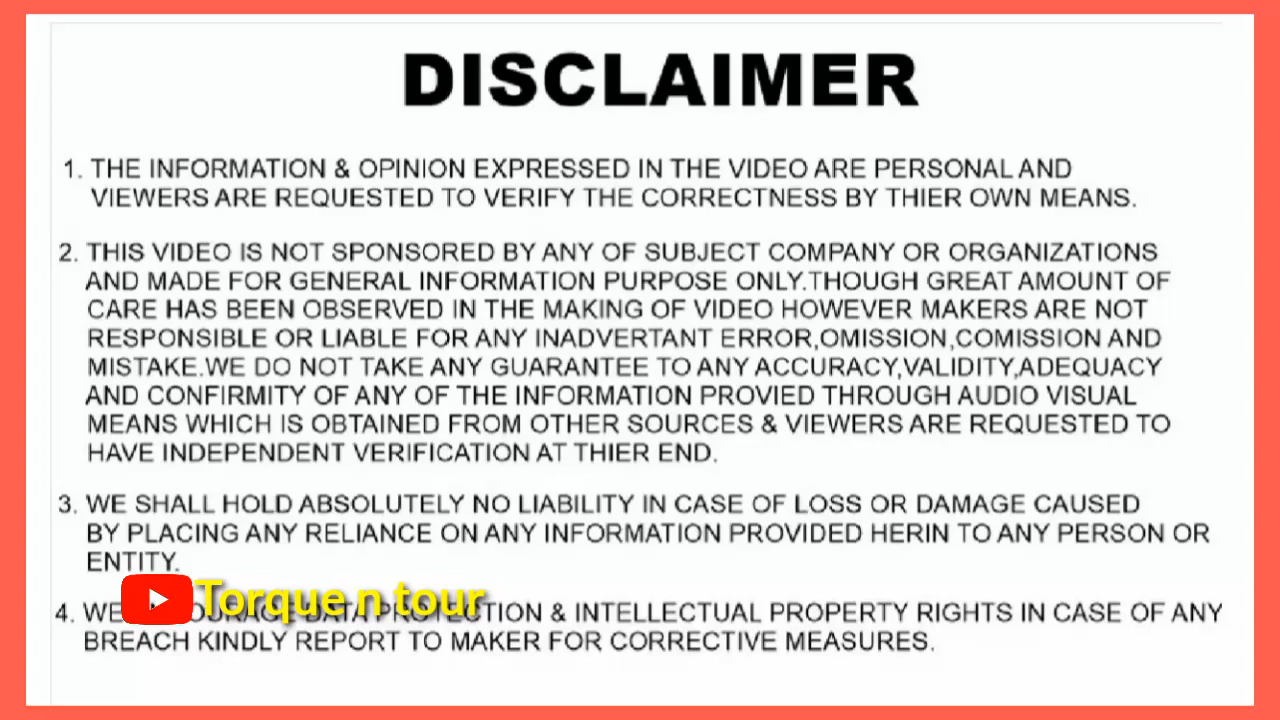 DISCLAIMER
1. THE INFORMATION & OPINION EXPRESSED IN THE VIDEO ARE PERSONAL AND
VIEWERS ARE REQUESTED TO VERIFY THE CORRECTNESS BY THIER OWN MEANS.
2. THIS VIDEO IS NOT SPONSORED BY ANY OF SUBJECT COMPANY OR ORGANIZATIONS
AND MADE FOR GENERAL INFORMATION PURPOSE ONLY.THOUGH GREAT AMOUNT OF
CARE HAS BEEN OBSERVED IN THE MAKING OF VIDEO HOWEVER MAKERS ARE NOT
RESPONSIBLE OR LIABLE FOR ANY INADVERTANT ERROR,OMISSION,COMISSION AND
MISTAKE.WE DO NOT TAKE ANY GUARANTEE TO ANY ACCURACY,VALIDITY,ADEQUACY
AND CONFIRMITY OF ANY OF THE INFORMATION PROVIED THROUGH AUDIO VISUAL
MEANS WHICH IS OBTAINED FROM OTHER SOURCES & VIEWERS ARE REQUESTED TO
HAVE INDEPENDENT VERIFICATION AT THIER END.
3. WE SHALL HOLD ABSOLUTELY NO LIABILITY IN CASE OF LOSS OR DAMAGE CAUSED
BY PLACING ANY RELIANCE ON ANY INFORMATION PROVIDED HERIN TO ANY PERSON OR
ENTITY.
Torque n tour
4. WE DATA PROTECTION & INTELLECTUAL PROPERTY RIGHTS IN CASE OF ANY
BREACH KINDLY REPORT TO MAKER FOR CORRECTIVE MEASURES.